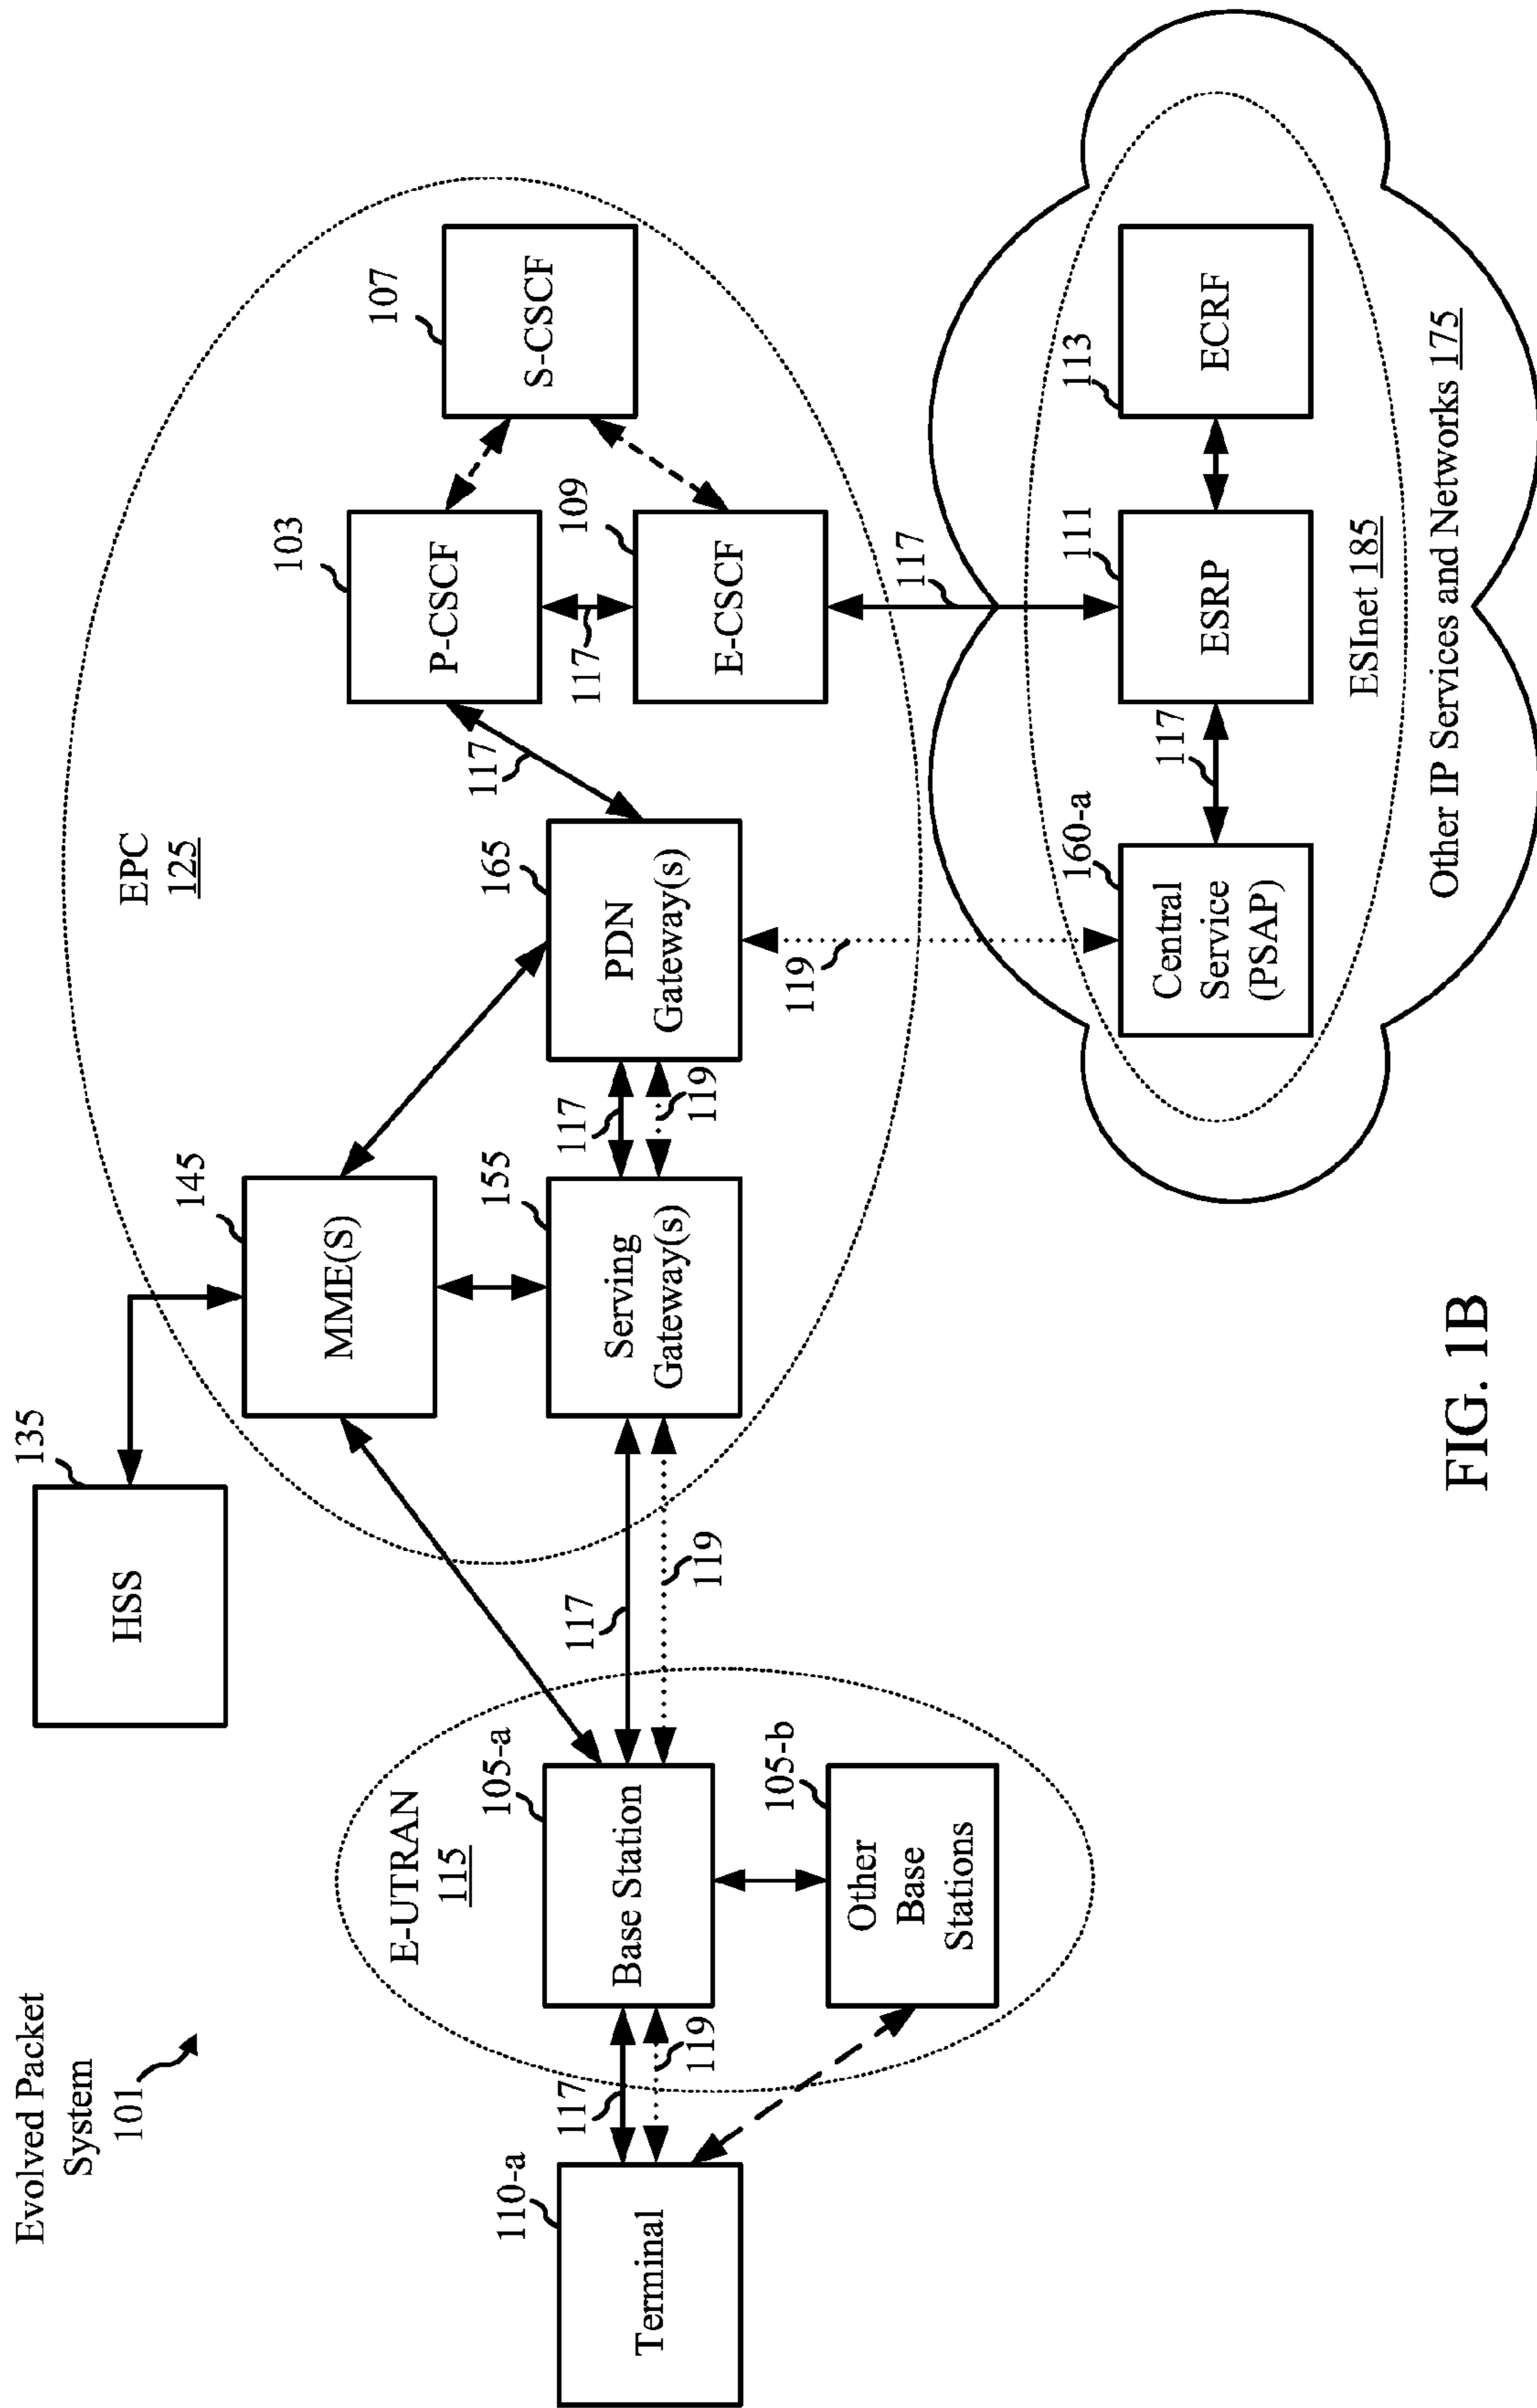 Evolved Packet
System
101
HSS
135
EPC
125
MME(S)
145
S-CSCF
107
P-CSCF
103
117
E-CSCF
109
117
PDN
Gateway(s)
165
117
119
Serving
Gateway(s)
155
117
119
E-UTRAN
115
Base Station
105-a
Other
Base
Stations
105-b
117
119
Terminal
110-a
119
117
Central
Service
(PSAP)
160-a
117
ESRP
111
ECRF
113
ESInet 185
Other IP Services and Networks 175
FIG. 1B